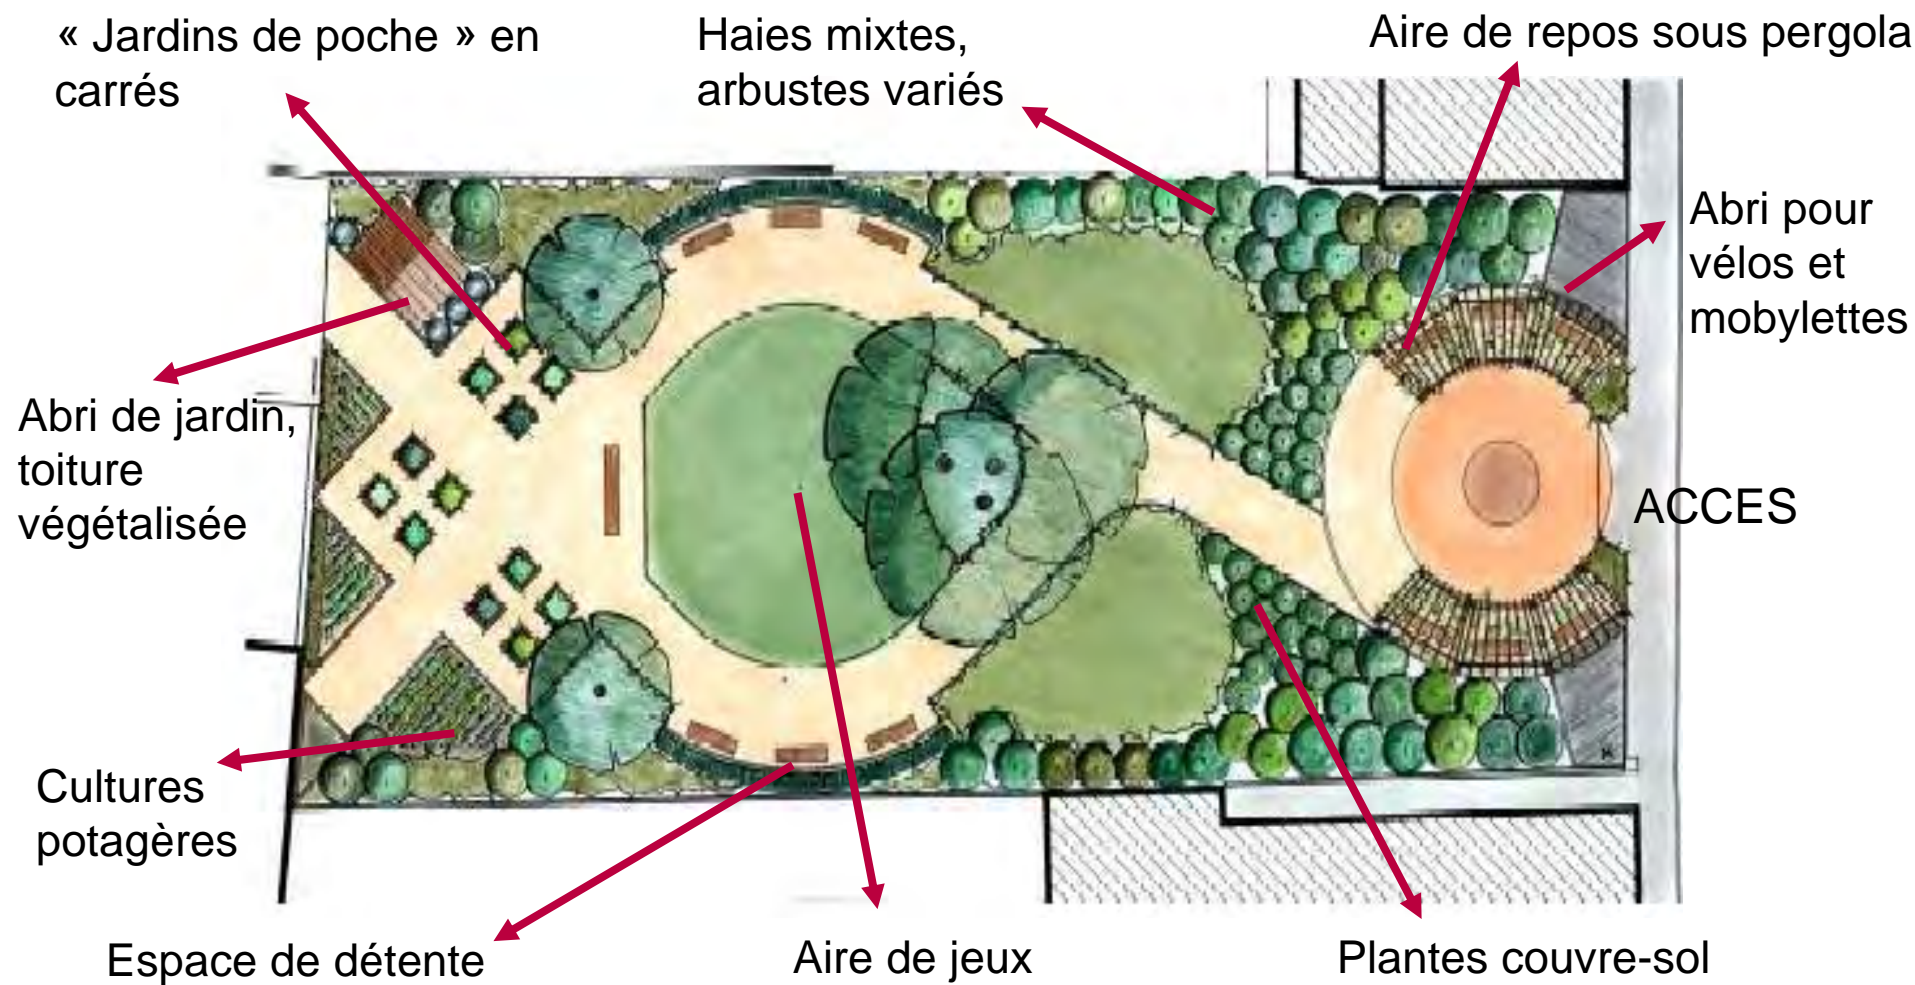 « Jardins de poche » en
carrés
Haies mixtes,
arbustes variés
Aire de repos sous pergola
Abri pour
vélos et
mobylettes
Abri de jardin,
toiture
végétalisée
ACCES
Cultures
potagères
Espace de détente
Aire de jeux
Plantes couvre-sol